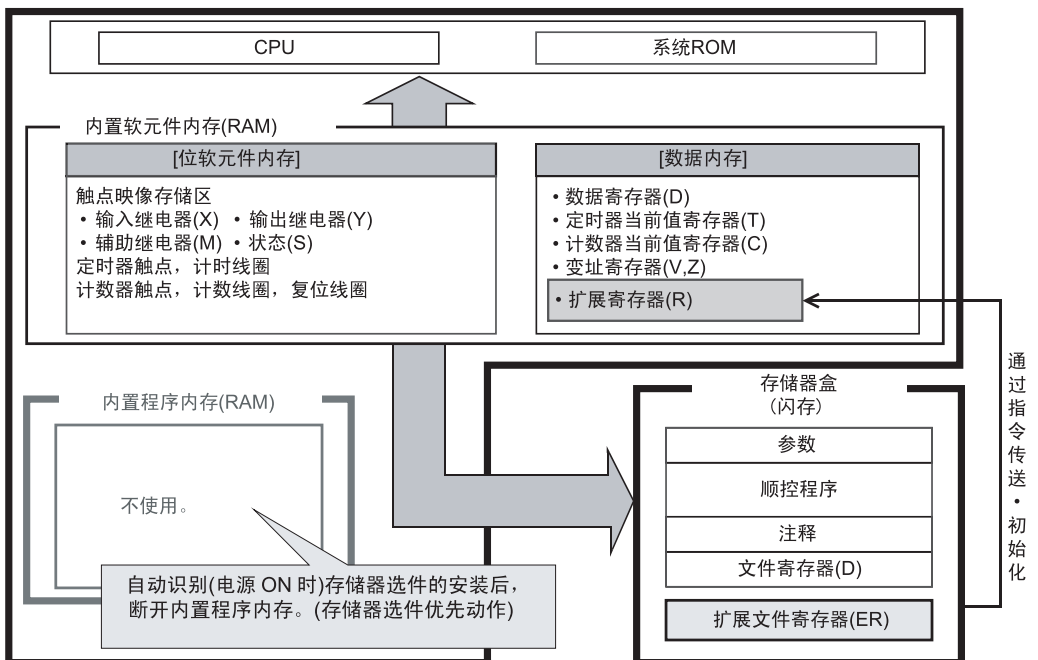 CPU
系统ROM
内置软元件内存(RAM)
[位软元件内存]
触点映像存储区
• 输入继电器(X) • 输出继电器(Y)
• 辅助继电器(M) • 状态(S)
定时器触点，计时线圈
计数器触点，计数线圈，复位线圈
[数据内存]
• 数据寄存器(D)
• 定时器当前值寄存器(T)
• 计数器当前值寄存器(C)
• 变址寄存器(V,Z)
• 扩展寄存器(R)
内置程序内存(RAM)
不使用。
自动识别(电源 ON 时)存储器选件的安装后，
断开内置程序内存。(存储器选件优先动作)
存储器盒
（闪存）
参数
顺控程序
注释
文件寄存器(D)
扩展文件寄存器(ER)
通过指令传送•初始化